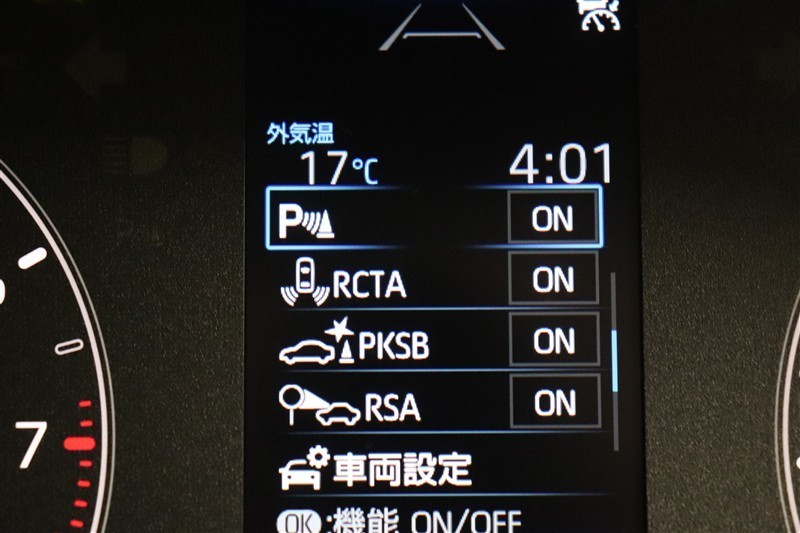 外気温
17℃ 4:01
P ON
RCTA ON
PKSB ON
RSA ON
車両設定
OK:機能 ON/OFF
7